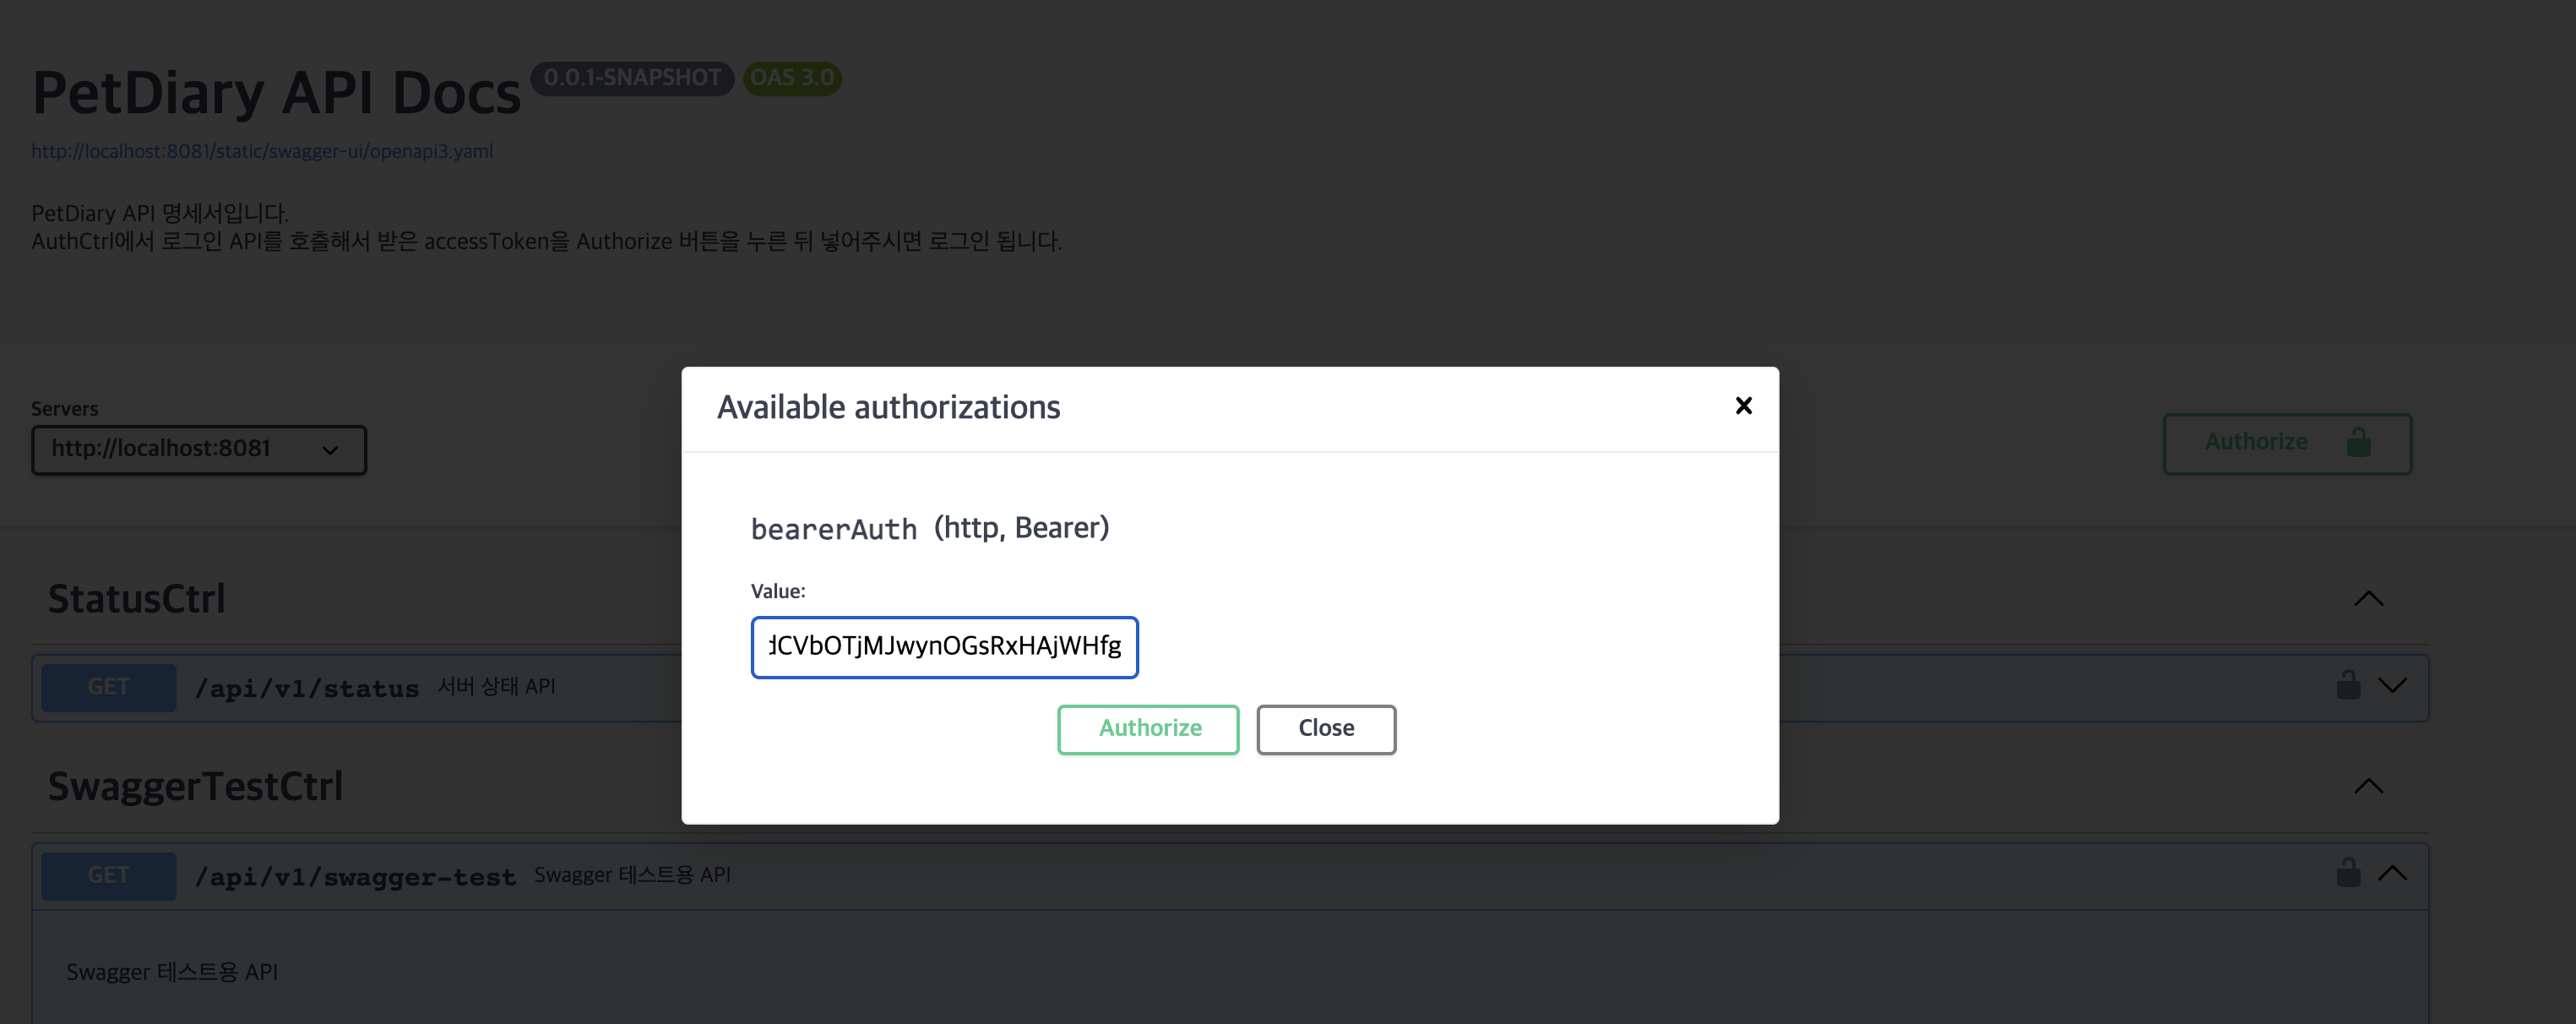 PetDiary API Docs 0.0.1-SNAPSHOT OAS 3.0
http://localhost:8081/static/swagger-ui/openapi3.yaml
PetDiary API 명세서입니다.
AuthCtrl에서 로그인 API를 호출해서 받은 accessToken을 Authorize 버튼을 누른 뒤 넣어주시면 로그인 됩니다.
Servers
http://localhost:8081
Authorize
Available authorizations
bearerAuth (http, Bearer)
Value:
dCVbOTjMJwynOGsRxHAjWHfg
Authorize Close
StatusCtrl
GET /api/v1/status 서버 상태 API
SwaggerTestCtrl
GET /api/v1/swagger-test Swagger 테스트용 API
Swagger 테스트용 API